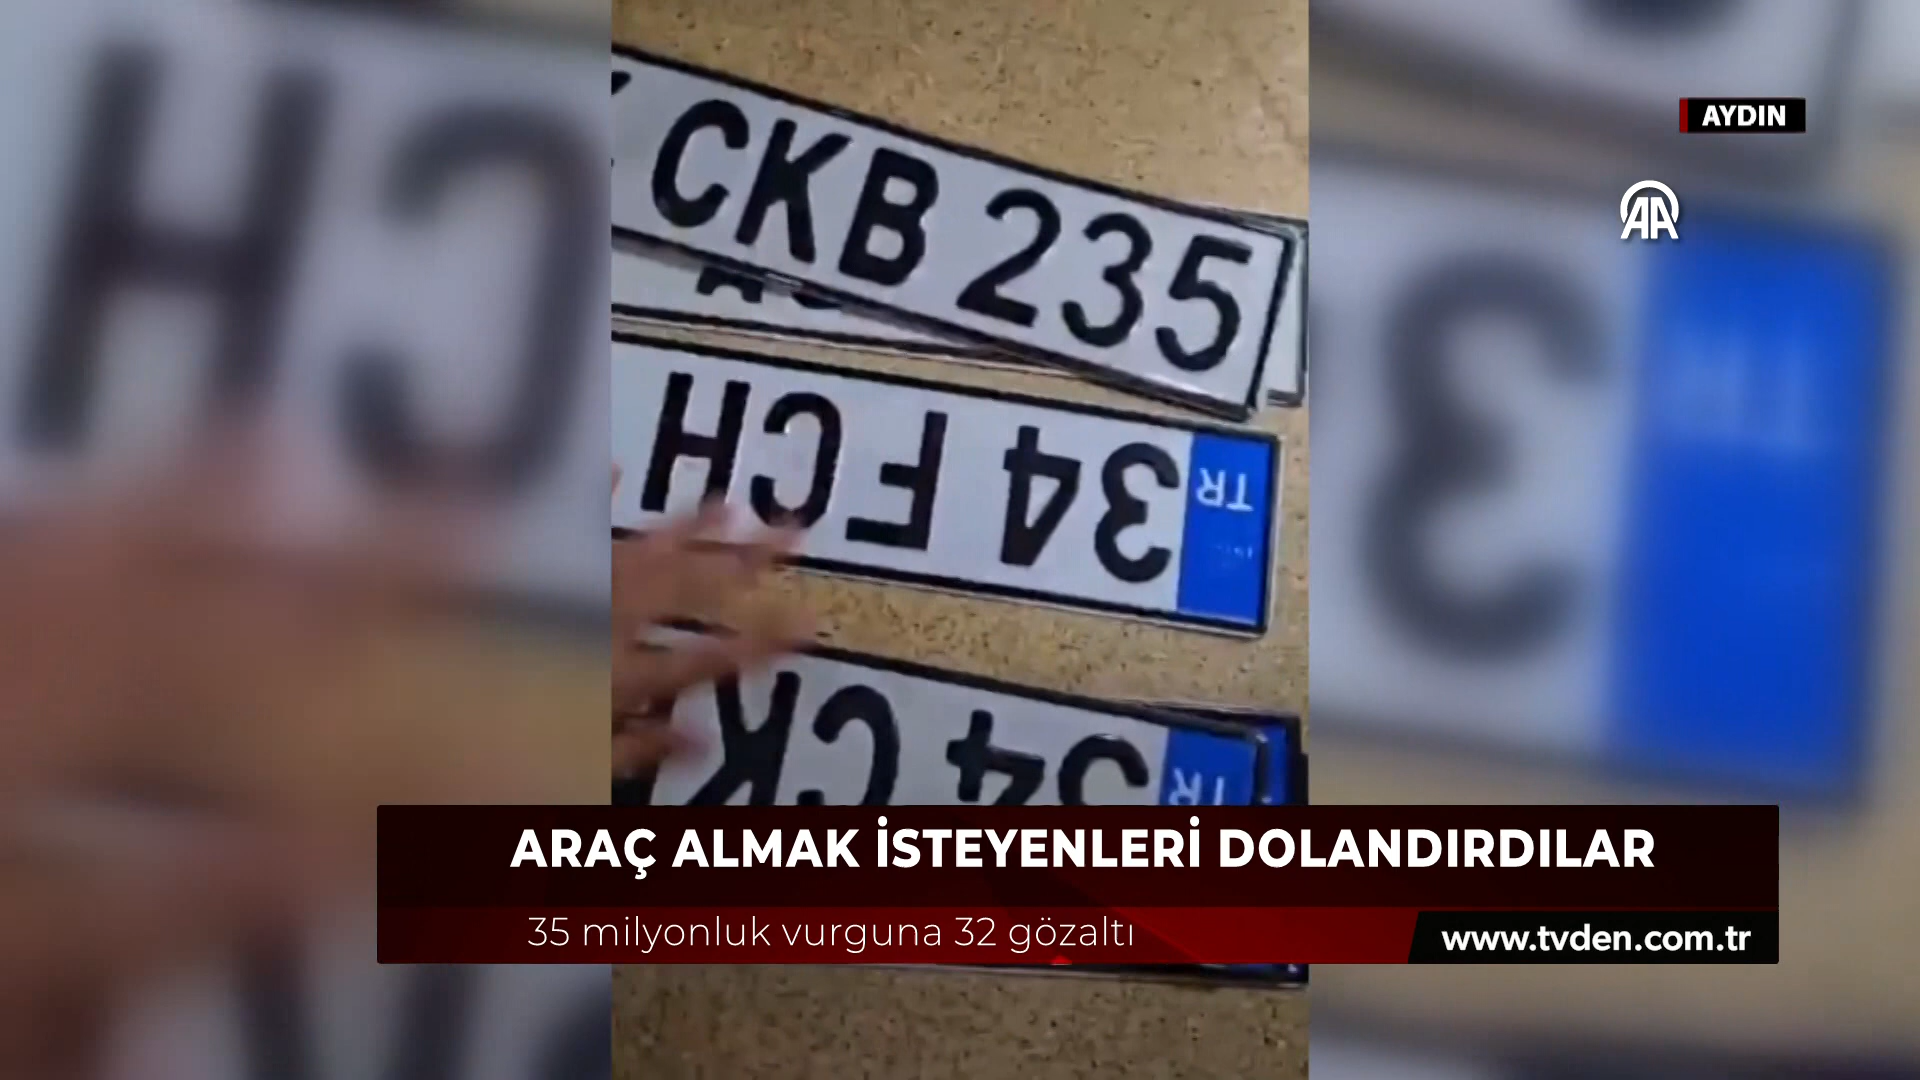 AYDIN
AA
CKB 235
34 FCH
TR
34 CK
TR
ARAÇ ALMAK İSTEYENLERİ DOLANDIRDILAR
35 milyonluk vurguna 32 gözaltı
www.tvden.com.tr